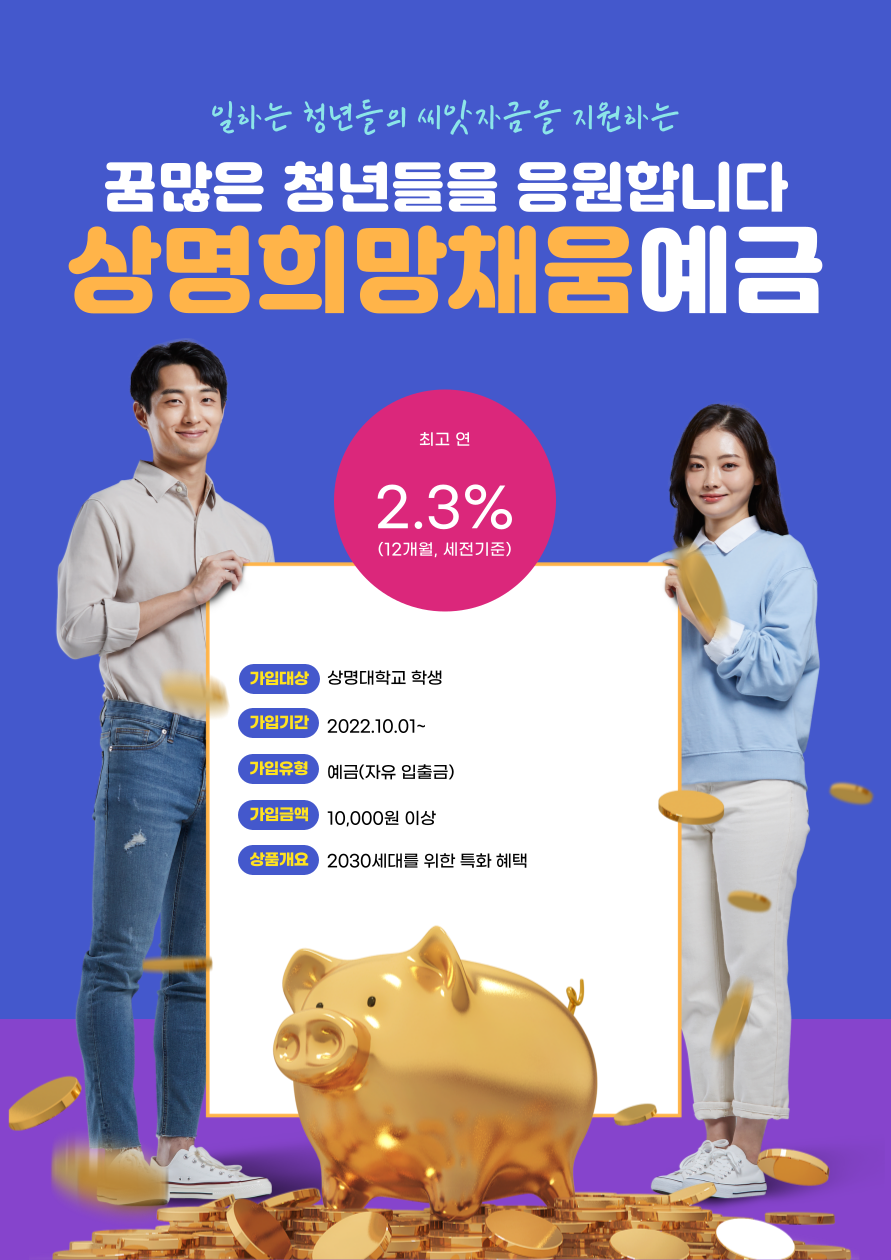 일하는 청년들의 씨앗자금을 지원하는
꿈많은 청년들을 응원합니다
상명희망채움예금
최고 연
2.3%
(12개월, 세전기준)
가입대상 상명대학교 학생
가입기간 2022.10.01~
가입유형 예금(자유 입출금)
가입금액 10,000원 이상
상품개요 2030세대를 위한 특화 혜택